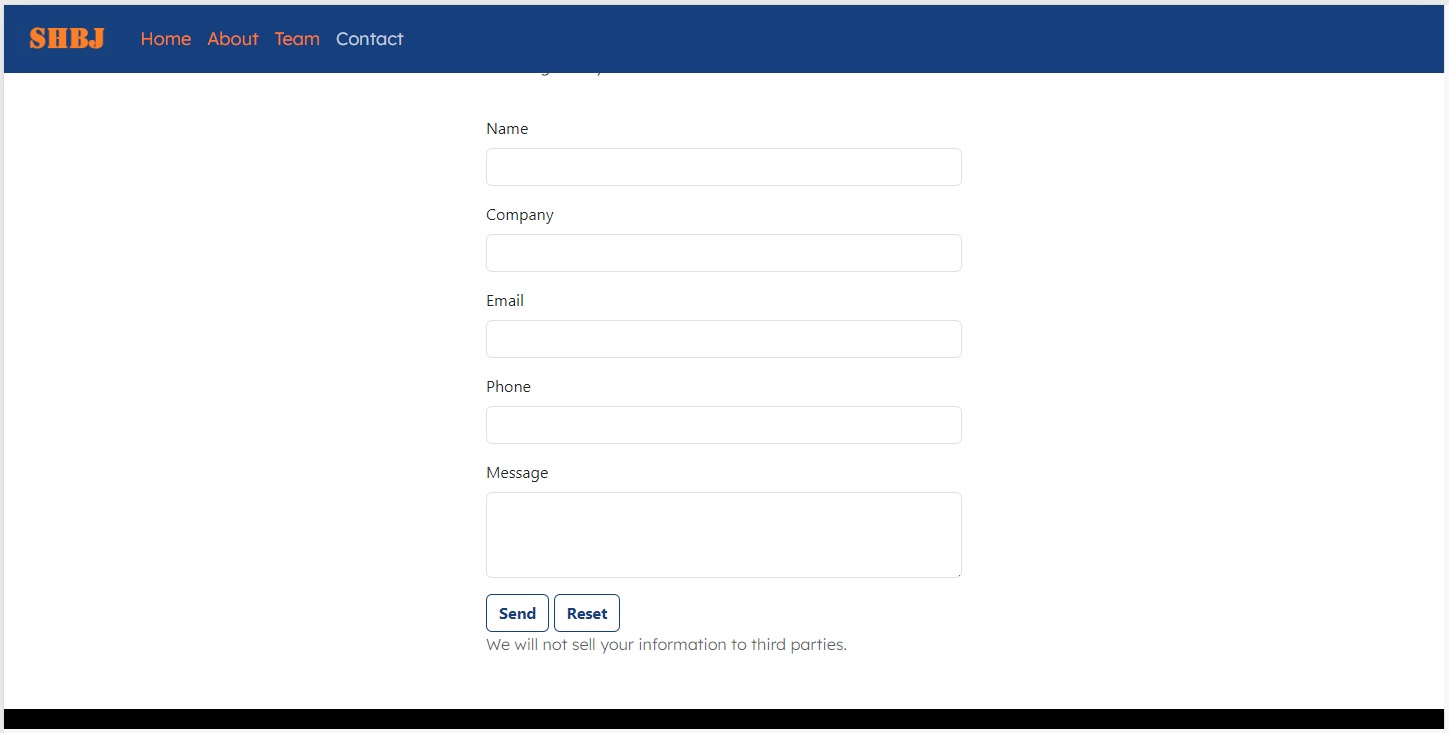 SHBJ Home About Team Contact
Name
Company
Email
Phone
Message
Send Reset
We will not sell your information to third parties.